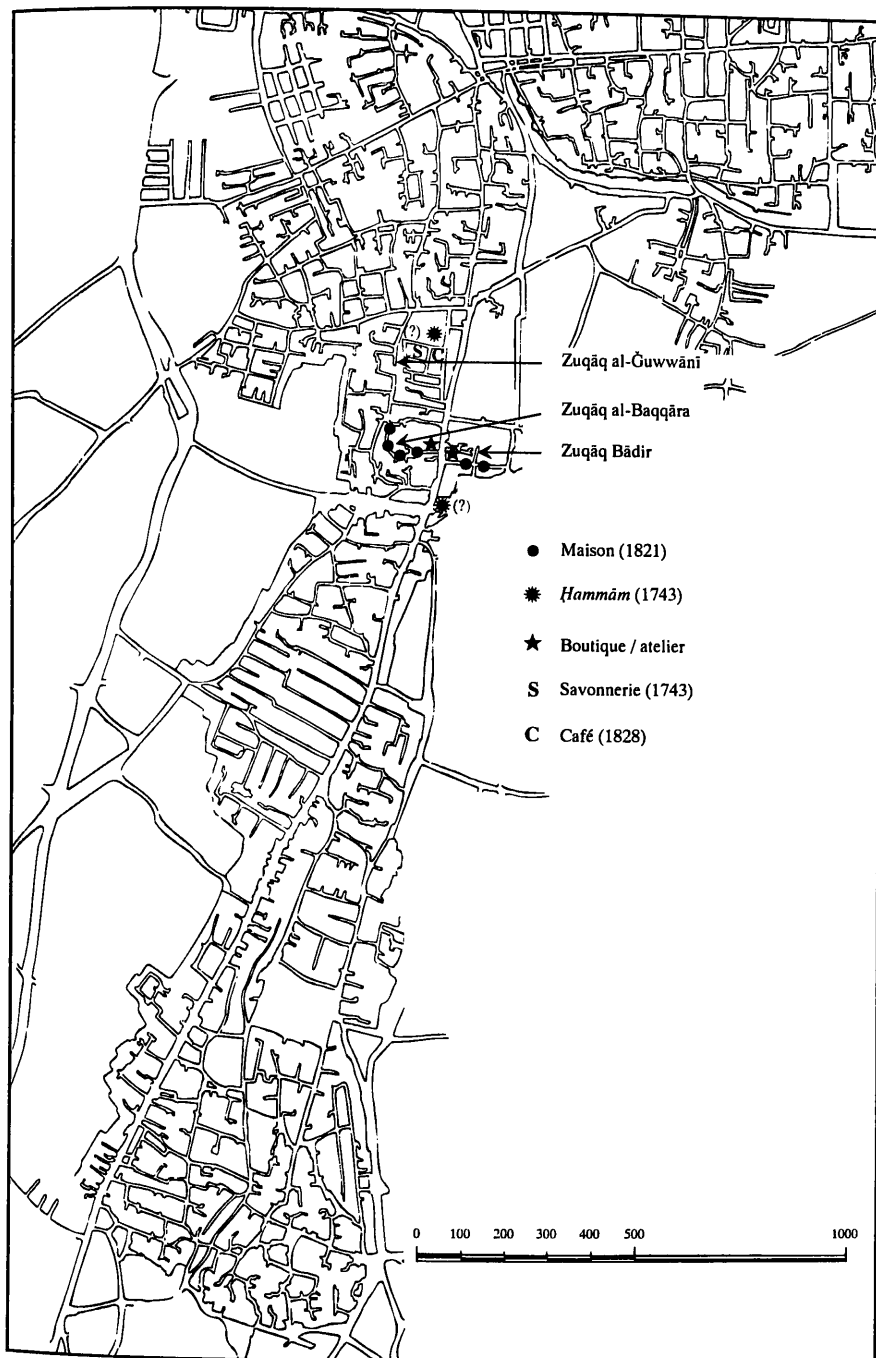 (?)
S C
Zuqāq al-Ǧuwwānī
Zuqāq al-Baqqāra
Zuqāq Bādir
(?)
Maison (1821)
Ḥammām (1743)
Boutique / atelier
S Savonnerie (1743)
C Café (1828)
0 100 200 300 400 500 1000